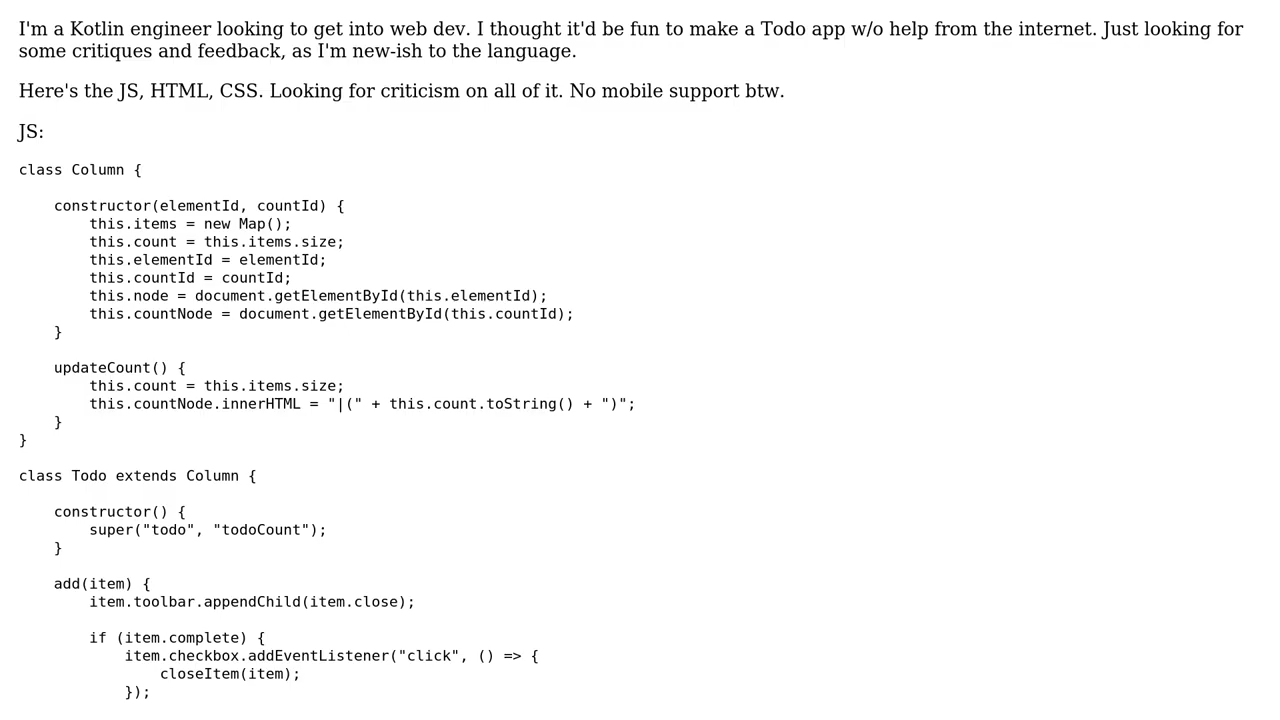 I'm a Kotlin engineer looking to get into web dev. I thought it'd be fun to make a Todo app w/o help from the internet. Just looking for
some critiques and feedback, as I'm new-ish to the language.
Here's the JS, HTML, CSS. Looking for criticism on all of it. No mobile support btw.
JS:
class Column {
    constructor(elementId, countId) {
        this.items = new Map();
        this.count = this.items.size;
        this.elementId = elementId;
        this.countId = countId;
        this.node = document.getElementById(this.elementId);
        this.countNode = document.getElementById(this.countId);
    }
    updateCount() {
        this.count = this.items.size;
        this.countNode.innerHTML = "|(" + this.count.toString() + ")";
    }
}
class Todo extends Column {
    constructor() {
        super("todo", "todoCount");
    }
    add(item) {
        item.toolbar.appendChild(item.close);
        if (item.complete) {
            item.checkbox.addEventListener("click", () => {
                closeItem(item);
            });